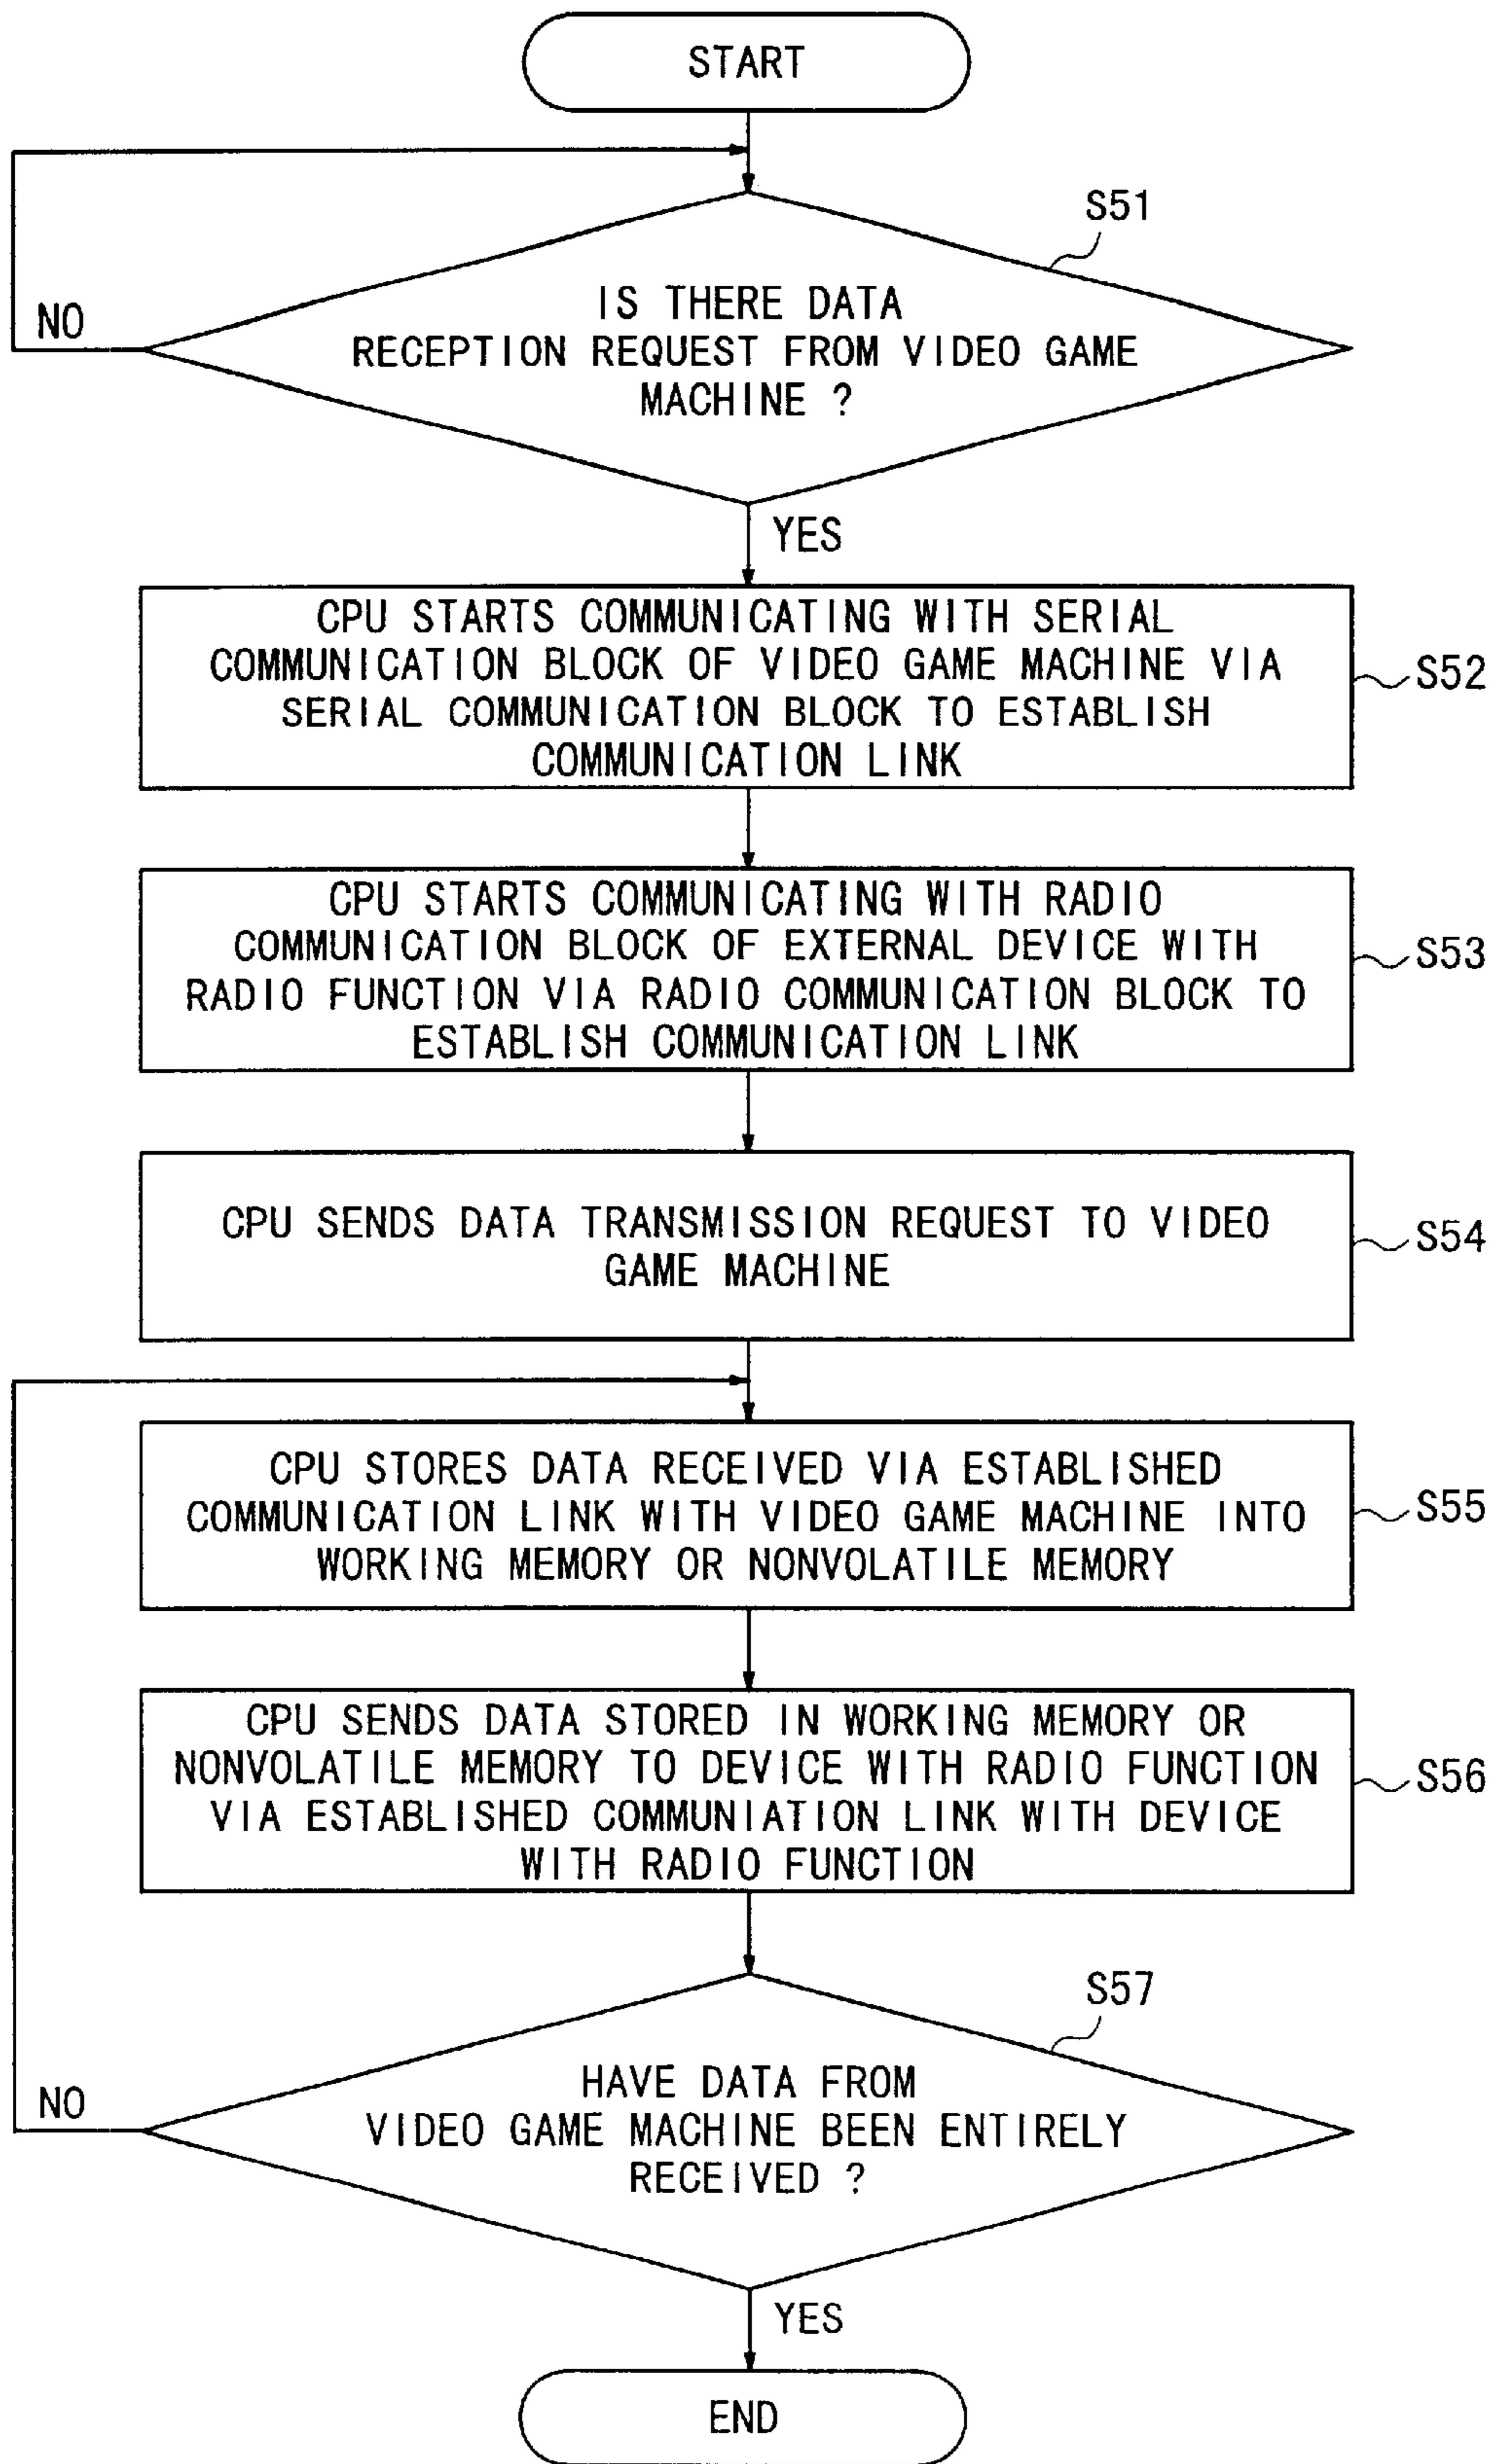 START
S51
NO
IS THERE DATA
RECEPTION REQUEST FROM VIDEO GAME
MACHINE ?
YES
CPU STARTS COMMUNICATING WITH SERIAL
COMMUNICATION BLOCK OF VIDEO GAME MACHINE VIA
SERIAL COMMUNICATION BLOCK TO ESTABLISH
COMMUNICATION LINK
S52
CPU STARTS COMMUNICATING WITH RADIO
COMMUNICATION BLOCK OF EXTERNAL DEVICE WITH
RADIO FUNCTION VIA RADIO COMMUNICATION BLOCK TO
ESTABLISH COMMUNICATION LINK
S53
CPU SENDS DATA TRANSMISSION REQUEST TO VIDEO
GAME MACHINE
S54
CPU STORES DATA RECEIVED VIA ESTABLISHED
COMMUNICATION LINK WITH VIDEO GAME MACHINE INTO
WORKING MEMORY OR NONVOLATILE MEMORY
S55
CPU SENDS DATA STORED IN WORKING MEMORY OR
NONVOLATILE MEMORY TO DEVICE WITH RADIO FUNCTION
VIA ESTABLISHED COMMUNIATION LINK WITH DEVICE
WITH RADIO FUNCTION
S56
S57
NO
HAVE DATA FROM
VIDEO GAME MACHINE BEEN ENTIRELY
RECEIVED ?
YES
END